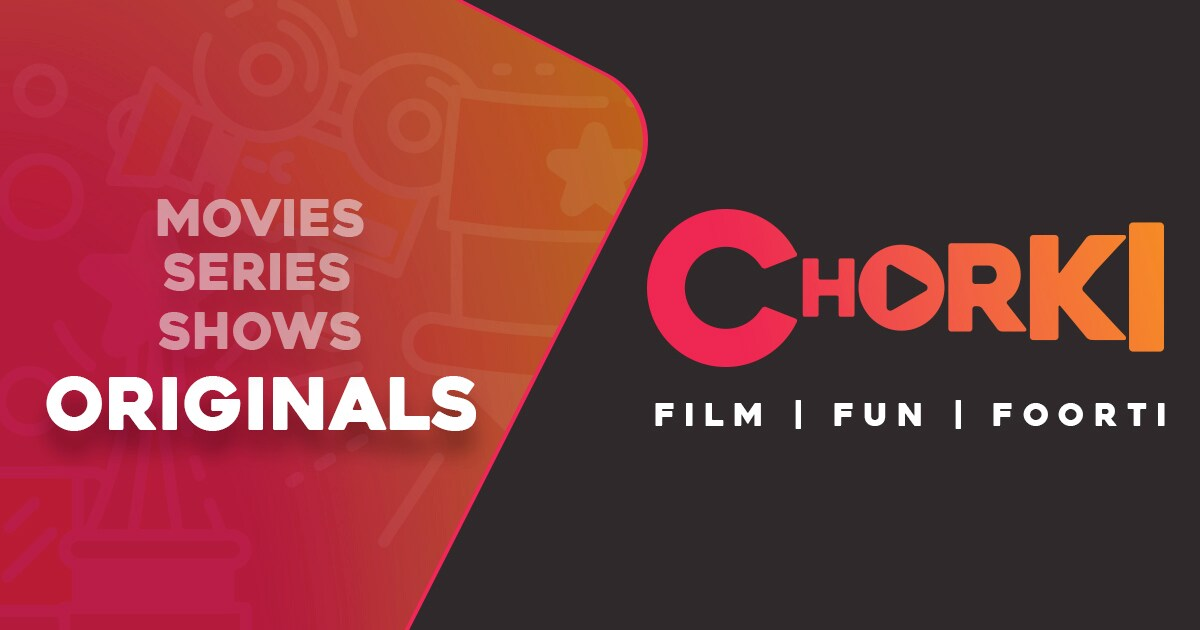 MOVIES
SERIES
SHOWS
ORIGINALS
CHORKI
FILM | FUN | FOORTI